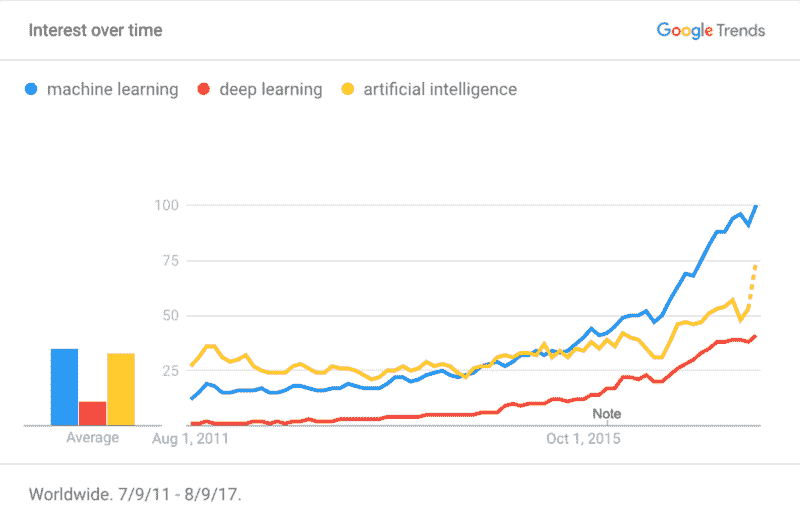 Interest over time
Google Trends
machine learning deep learning artificial intelligence
100
75
50
25
Note
Average Aug 1, 2011 Oct 1, 2015
Worldwide. 7/9/11 - 8/9/17.